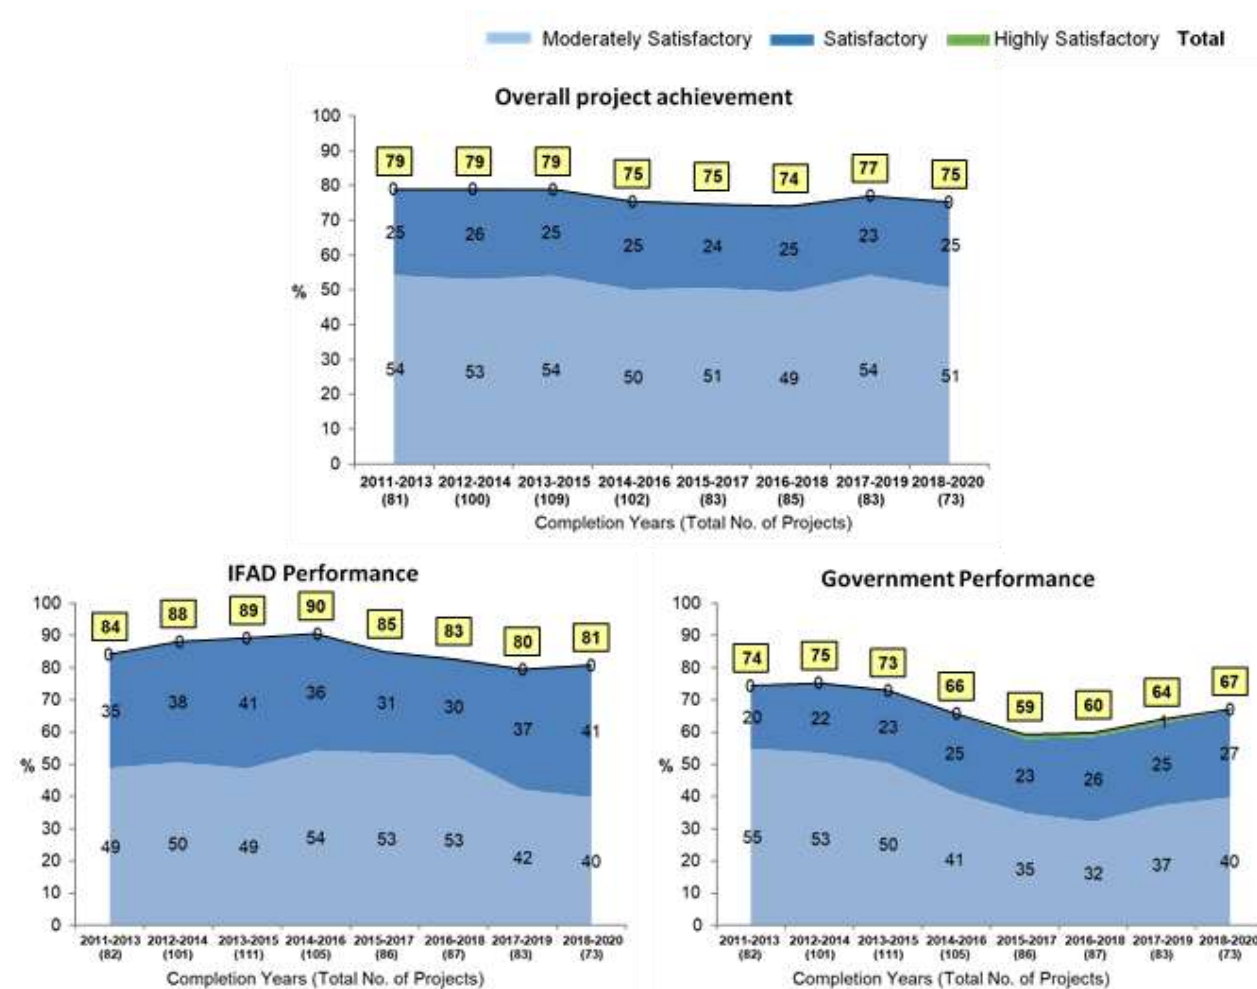 Moderately Satisfactory Satisfactory Highly Satisfactory Total
Overall project achievement
100
90
80
70
60
50
40
30
20
10
0
%
79 79 79 75 75 74 77 75
0 0 0 0 0 0
25 26 25 25 24 25 23 25
54 53 54 50 51 49 54 51
2011-2013 2012-2014 2013-2015 2014-2016 2015-2017 2016-2018 2017-2019 2018-2020
(81) (100) (109) (102) (83) (85) (83) (73)
Completion Years (Total No. of Projects)
IFAD Performance
100
90
80
70
60
50
40
30
20
10
0
%
84 88 89 90 85 83 80 81
0 0 0 0 0 0
35 38 41 36 31 30 37 41
49 50 49 54 53 53 42 40
2011-2013 2012-2014 2013-2015 2014-2016 2015-2017 2016-2018 2017-2019 2018-2020
(82) (101) (111) (105) (86) (87) (83) (73)
Completion Years (Total No. of Projects)
Government Performance
100
90
80
70
60
50
40
30
20
10
0
%
74 75 73 66 59 60 64 67
0 0 0 0 1 0
20 22 23 25 23 26 25 27
55 53 50 41 35 32 37 40
2011-2013 2012-2014 2013-2015 2014-2016 2015-2017 2016-2018 2017-2019 2018-2020
(82) (101) (111) (105) (86) (87) (83) (73)
Completion Years (Total No. of Projects)